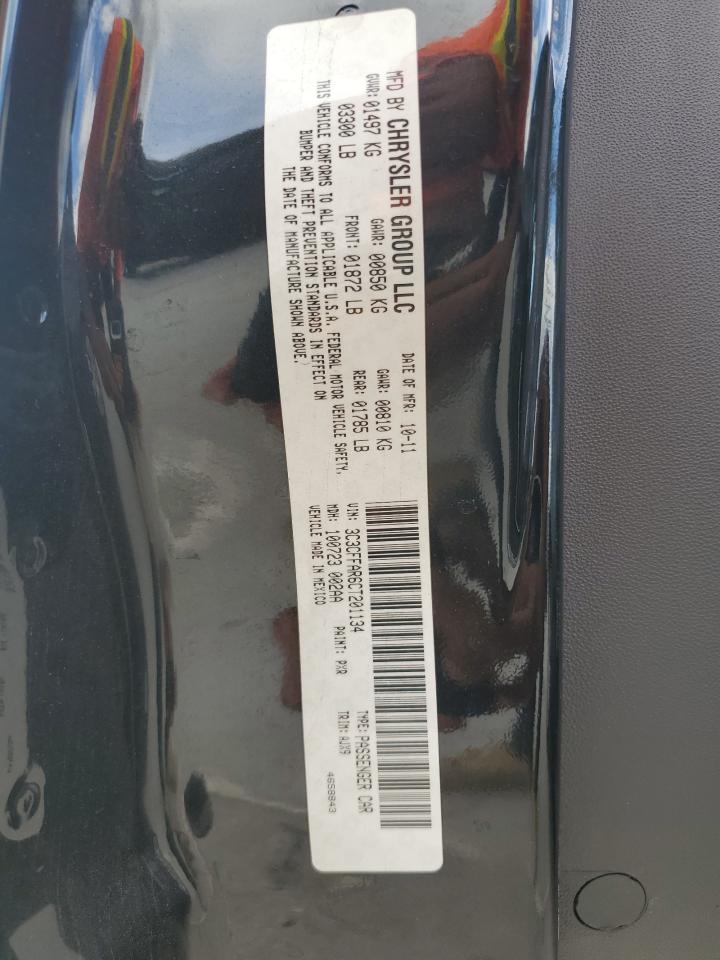 MFD BY CHRYSLER GROUP LLC DATE OF MFR: 10-11
GVWR: 01497 KG GAWR: 00850 KG GAWR: 00810 KG
03300 LB FRONT: 01872 LB REAR: 01785 LB
THIS VEHICLE CONFORMS TO ALL APPLICABLE U.S.A. FEDERAL MOTOR VEHICLE SAFETY,
BUMPER AND THEFT PREVENTION STANDARDS IN EFFECT ON
THE DATE OF MANUFACTURE SHOWN ABOVE.
VIN: 3C3CFFAR6CT201134 TYPE: PASSENGER CAR
MDH: 100723 002AA PAINT: PXR TRIM: AJX9
VEHICLE MADE IN MEXICO 4658843